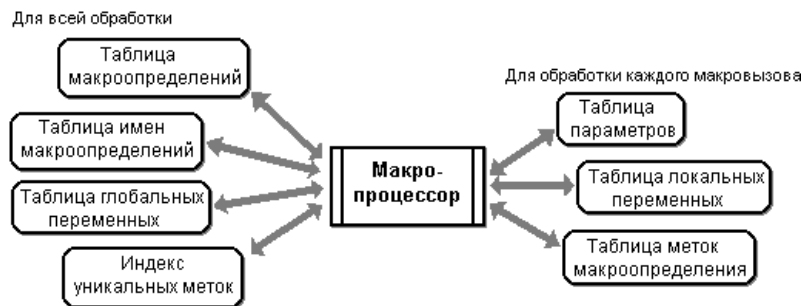 Для всей обработки
Таблица
макроопределений
Таблица имен
макроопределений
Таблица глобальных
переменных
Индекс
уникальных меток
Макро-
процессор
Для обработки каждого макровызова
Таблица
параметров
Таблица локальных
переменных
Таблица меток
макроопределения